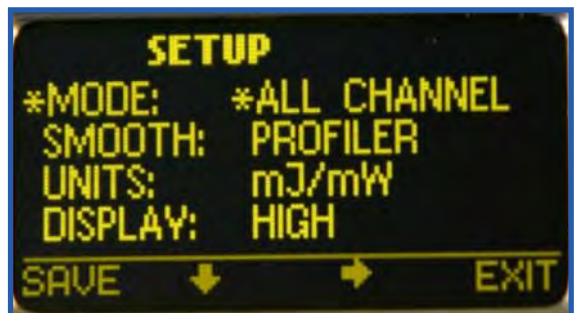 SETUP
*MODE: *ALL CHANNEL
SMOOTH: PROFILER
UNITS: mJ/mW
DISPLAY: HIGH
SAVE EXIT